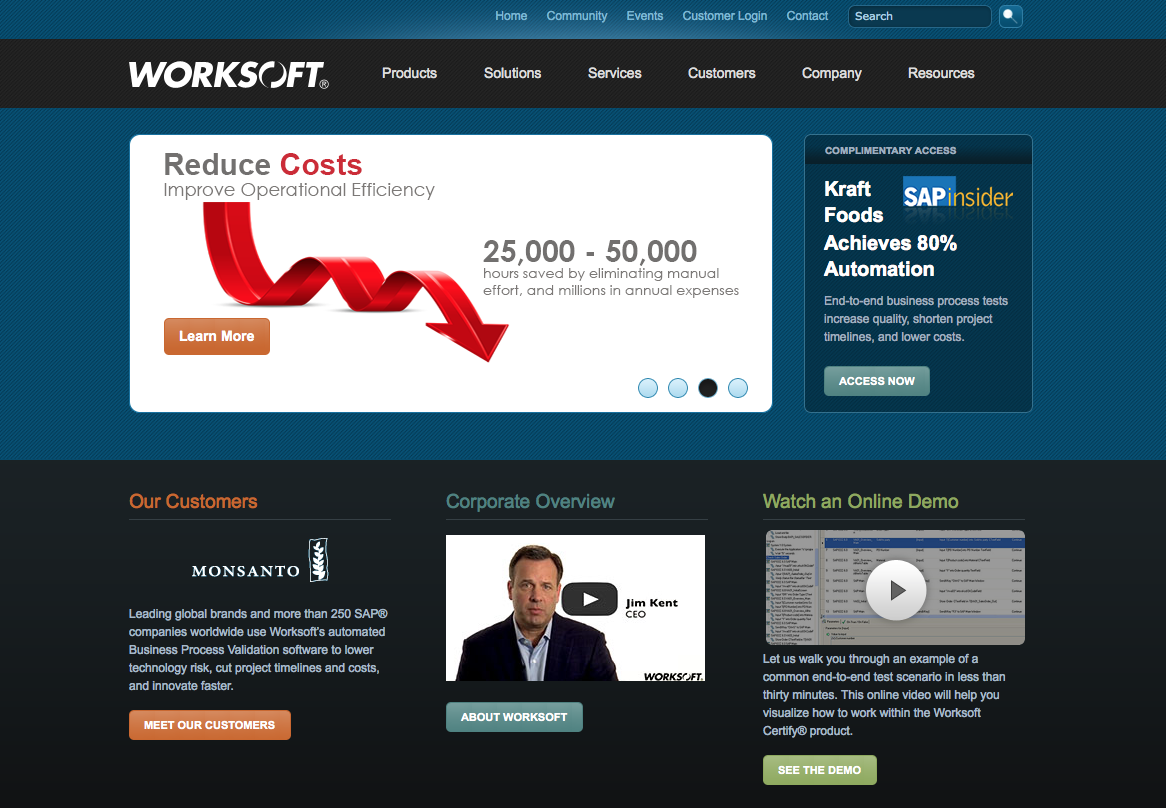 Home Community Events Customer Login Contact Search
WORKSOFT®
Products Solutions Services Customers Company Resources
Reduce Costs
Improve Operational Efficiency
25,000 - 50,000
hours saved by eliminating manual
effort, and millions in annual expenses
Learn More
COMPLIMENTARY ACCESS
Kraft
Foods
SAPinsider
Achieves 80%
Automation
End-to-end business process tests
increase quality, shorten project
timelines, and lower costs.
ACCESS NOW
Our Customers
MONSANTO
Leading global brands and more than 250 SAP®
companies worldwide use Worksoft's automated
Business Process Validation software to lower
technology risk, cut project timelines and costs,
and innovate faster.
MEET OUR CUSTOMERS
Corporate Overview
Jim Kent
CEO
WORKSOFT
ABOUT WORKSOFT
Watch an Online Demo
Let us walk you through an example of a
common end-to-end test scenario in less than
thirty minutes. This online video will help you
visualize how to work within the Worksoft
Certify® product.
SEE THE DEMO